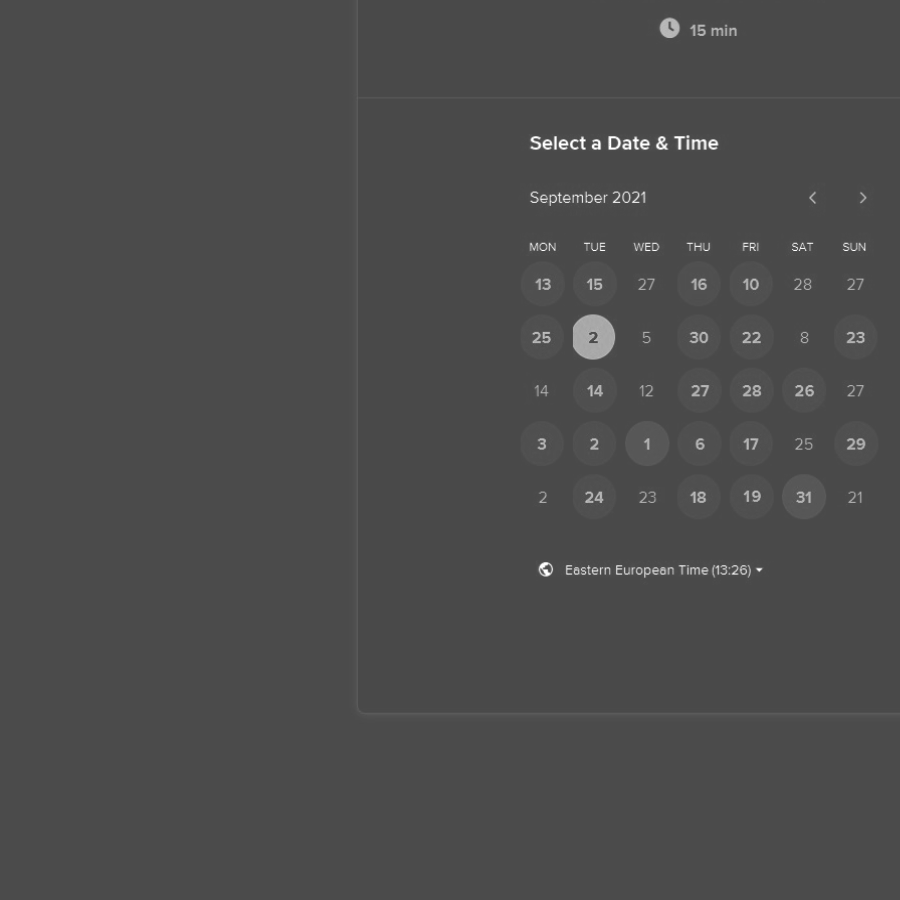 15 min
Select a Date & Time
September 2021
MON TUE WED THU FRI SAT SUN
13 15 27 16 10 28 27
25 2 5 30 22 8 23
14 14 12 27 28 26 27
3 2 1 6 17 25 29
2 24 23 18 19 31 21
Eastern European Time (13:26)